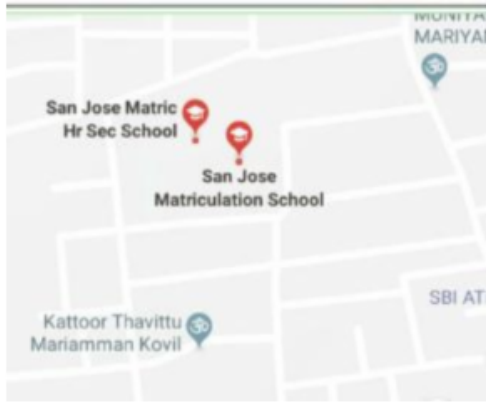 MARIYA
San Jose Matric
Hr Sec School
San Jose
Matriculation School
SBI AT
Kattoor Thavittu
Mariamman Kovil